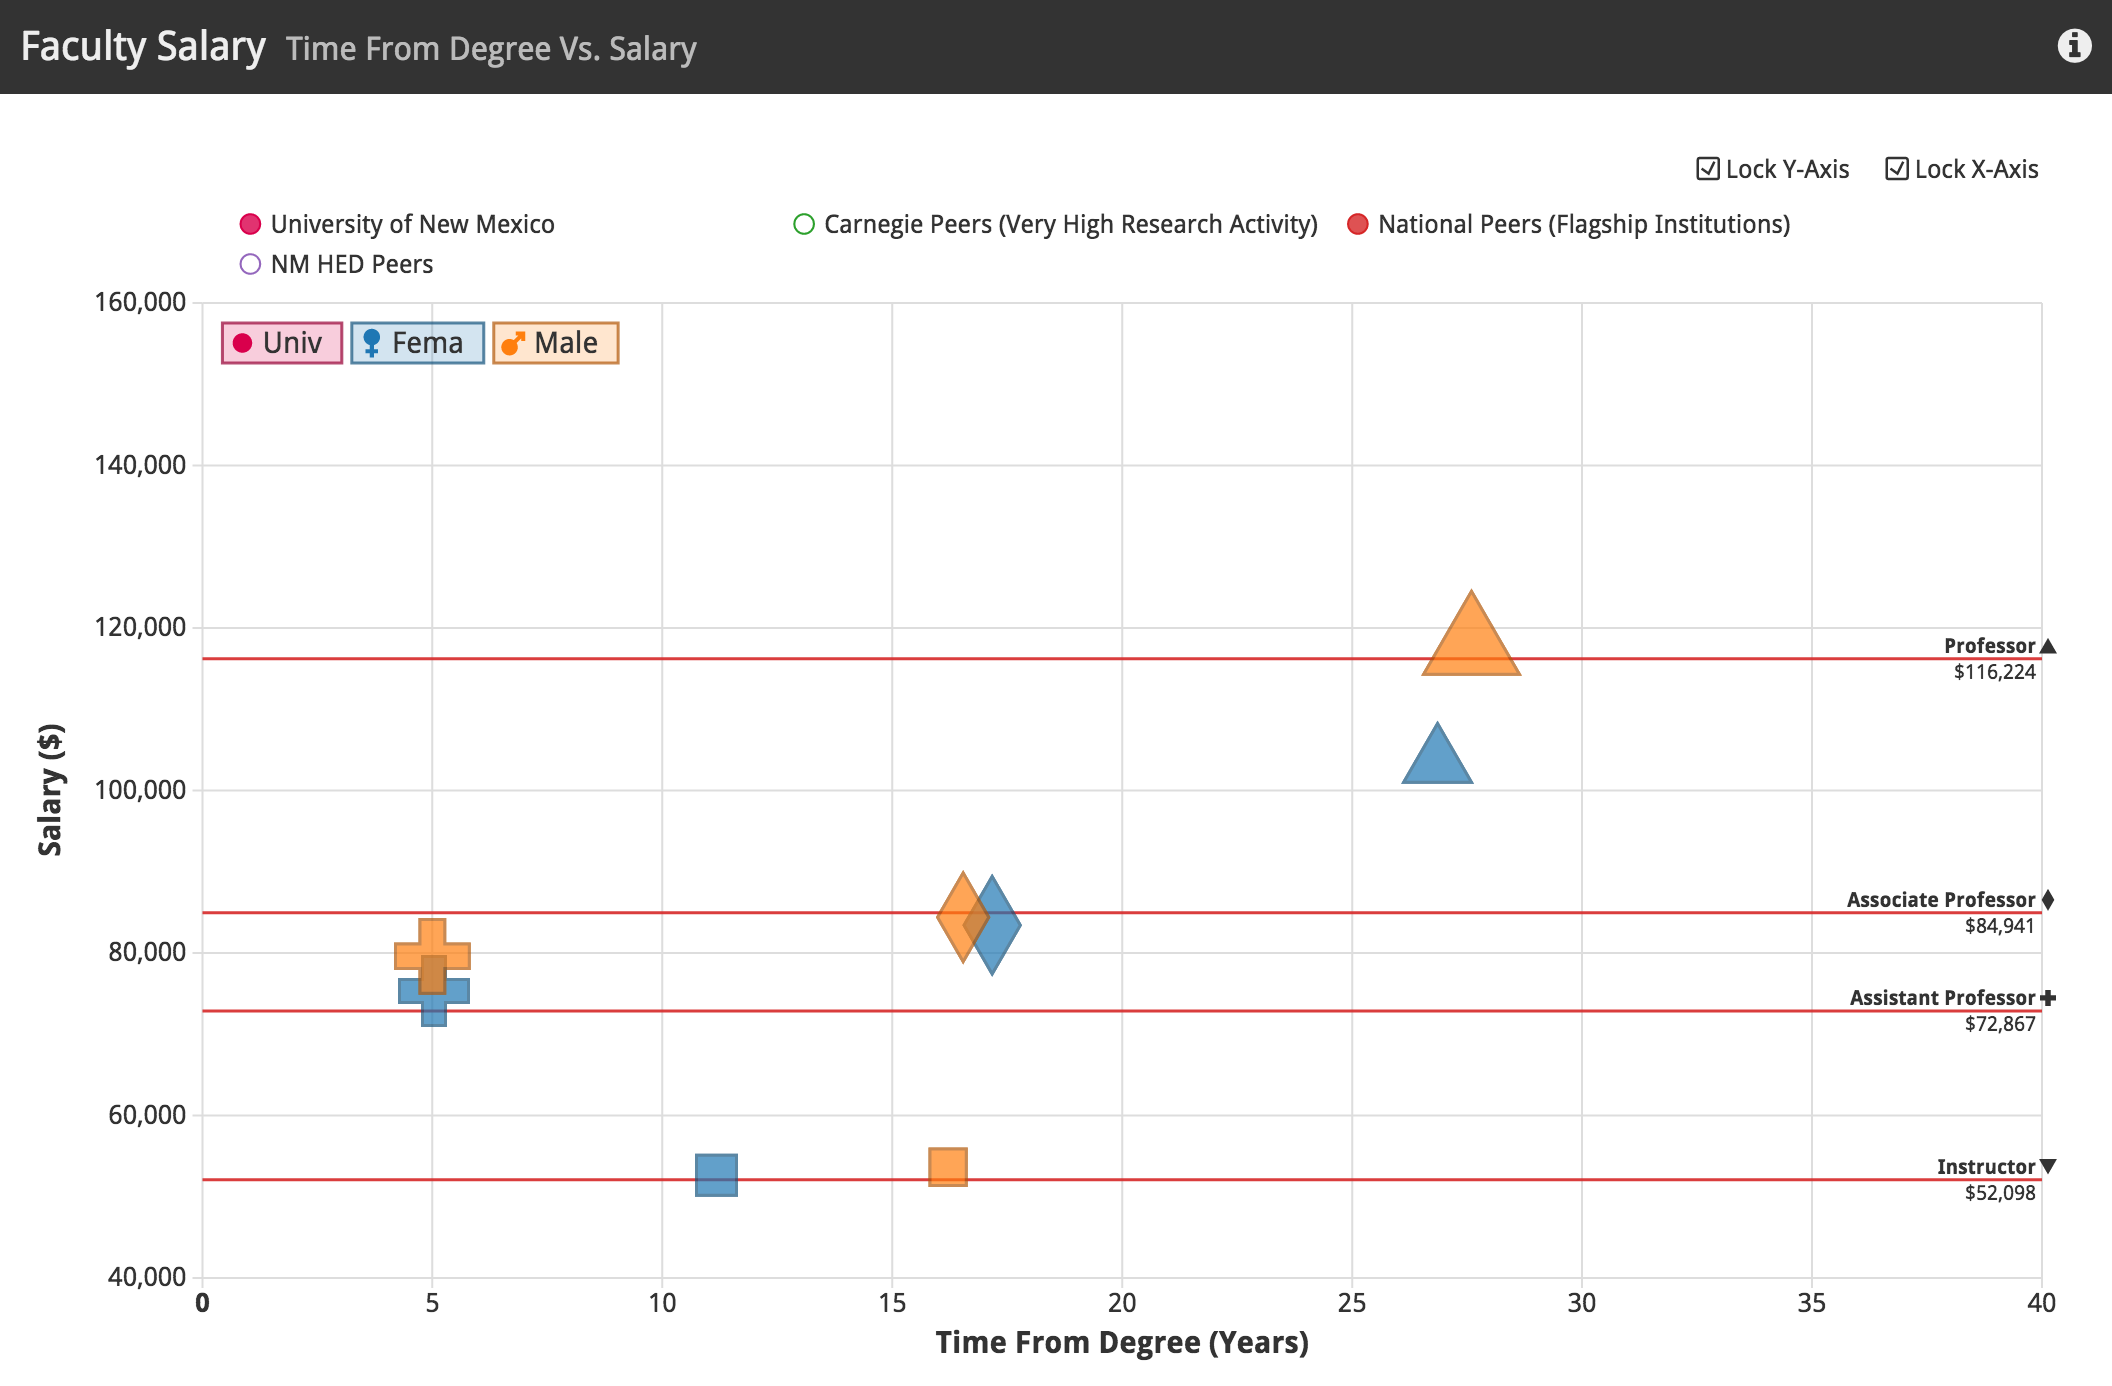 Faculty Salary Time From Degree Vs. Salary
Lock Y-Axis Lock X-Axis
University of New Mexico Carnegie Peers (Very High Research Activity) National Peers (Flagship Institutions)
NM HED Peers
160,000
Univ Fema Male
140,000
120,000
Professor
$116,224
100,000
Salary ($)
Associate Professor
$84,941
80,000
Assistant Professor
$72,867
60,000
Instructor
$52,098
40,000
0 5 10 15 20 25 30 35 40
Time From Degree (Years)